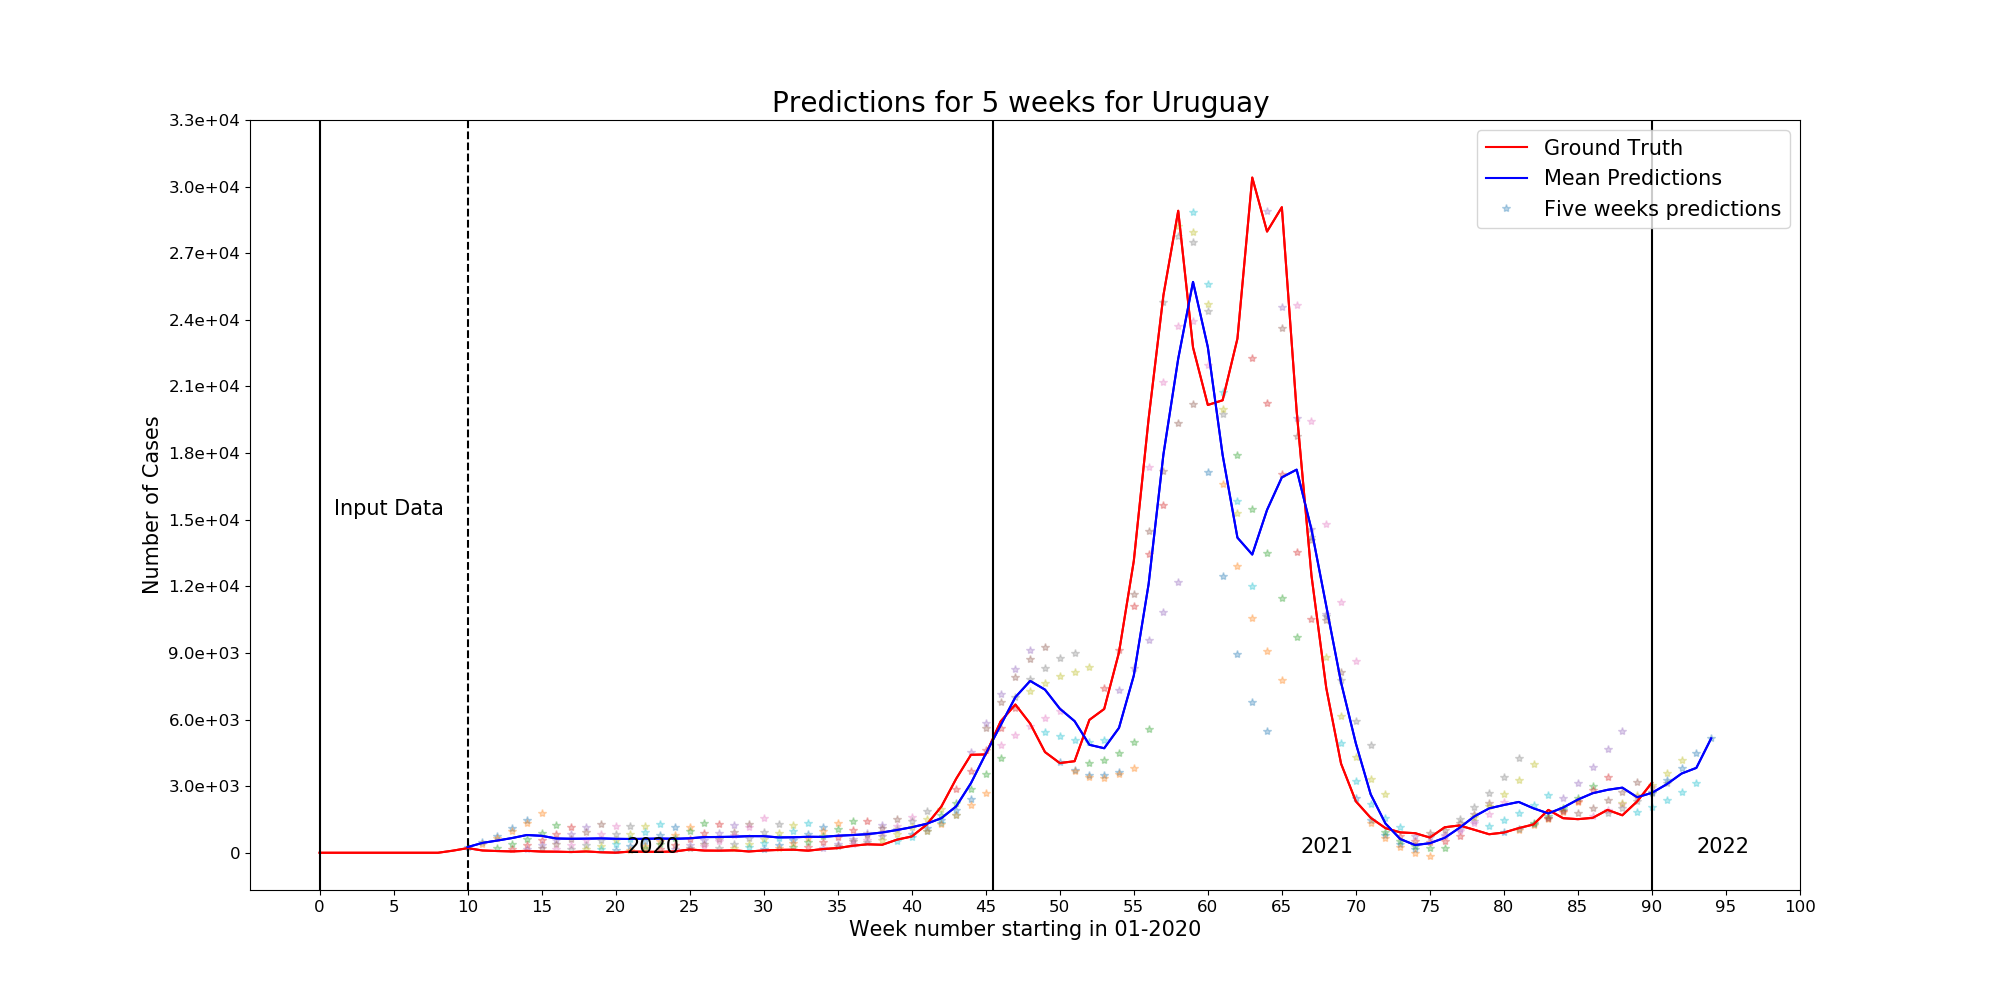 Predictions for 5 weeks for Uruguay
3.3e+04
3.0e+04
2.7e+04
2.4e+04
2.1e+04
1.8e+04
1.5e+04
1.2e+04
9.0e+03
6.0e+03
3.0e+03
0
Number of Cases
Ground Truth
Mean Predictions
Five weeks predictions
Input Data
2020
2021
2022
0 5 10 15 20 25 30 35 40 45 50 55 60 65 70 75 80 85 90 95 100
Week number starting in 01-2020